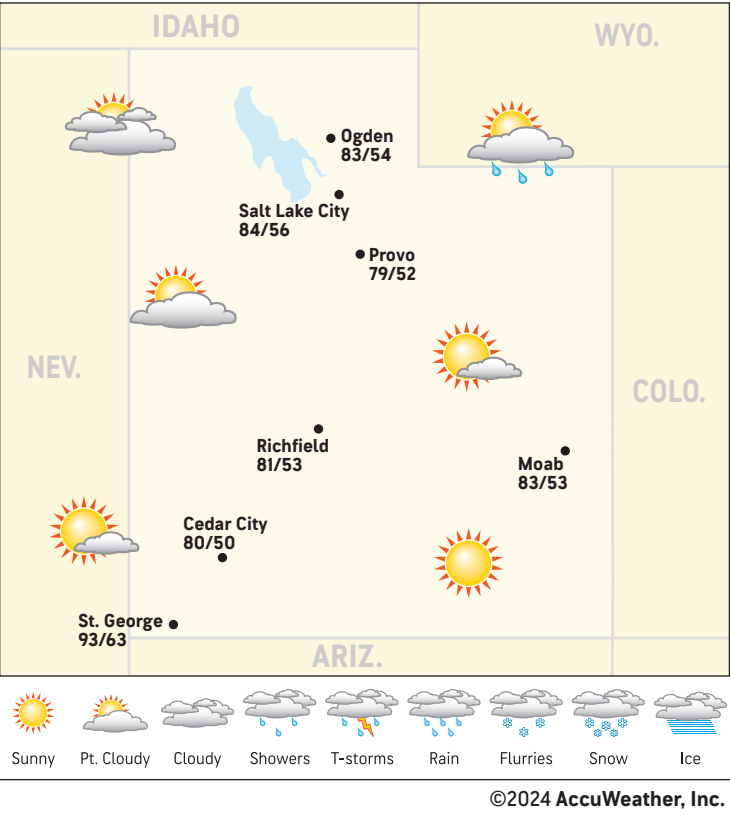 IDAHO
WYO.
Ogden
83/54
Salt Lake City
84/56
Provo
79/52
NEV.
COLO.
Richfield
81/53
Moab
83/53
Cedar City
80/50
St. George
93/63
ARIZ.
Sunny Pt. Cloudy Cloudy Showers T-storms Rain Flurries Snow Ice
©2024 AccuWeather, Inc.